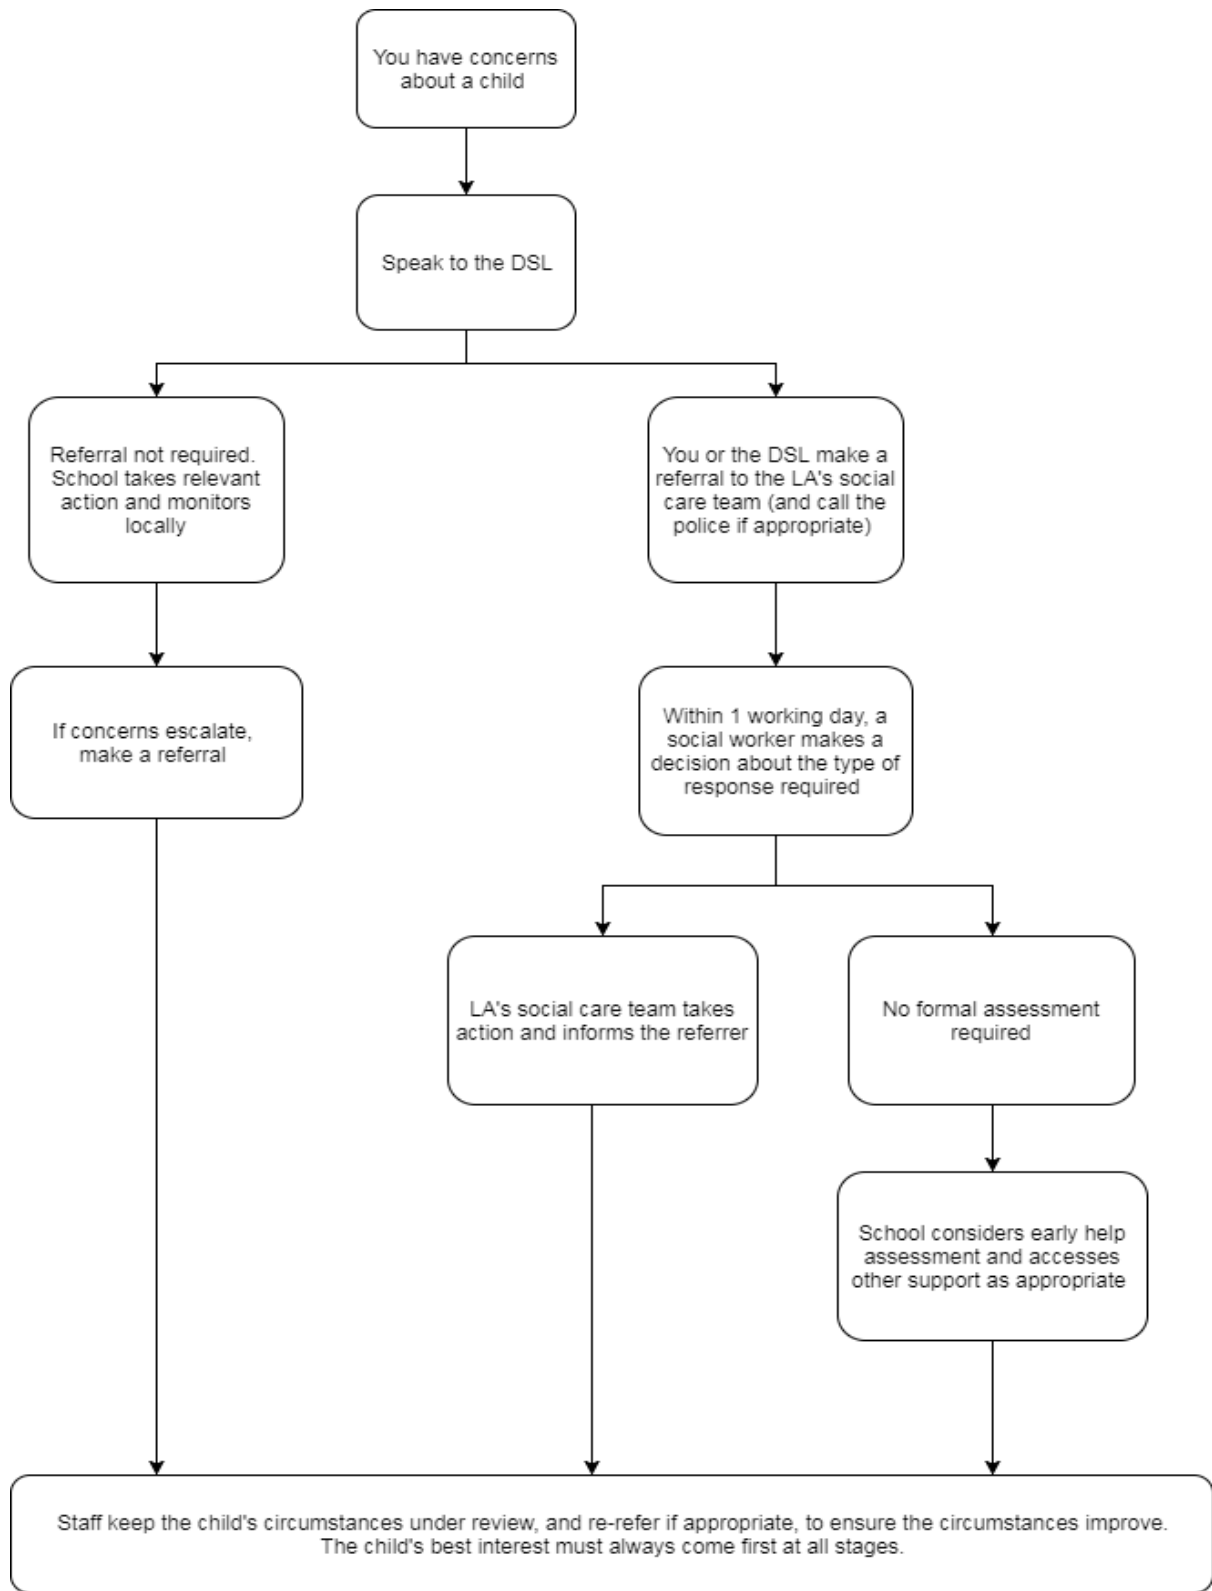 You have concerns
about a child
Speak to the DSL
Referral not required.
School takes relevant
action and monitors
locally
You or the DSL make a
referral to the LA's social
care team (and call the
police if appropriate)
If concerns escalate,
make a referral
Within 1 working day, a
social worker makes a
decision about the type of
response required
LA's social care team takes
action and informs the referrer
No formal assessment
required
School considers early help
assessment and accesses
other support as appropriate
Staff keep the child's circumstances under review, and re-refer if appropriate, to ensure the circumstances improve.
The child's best interest must always come first at all stages.